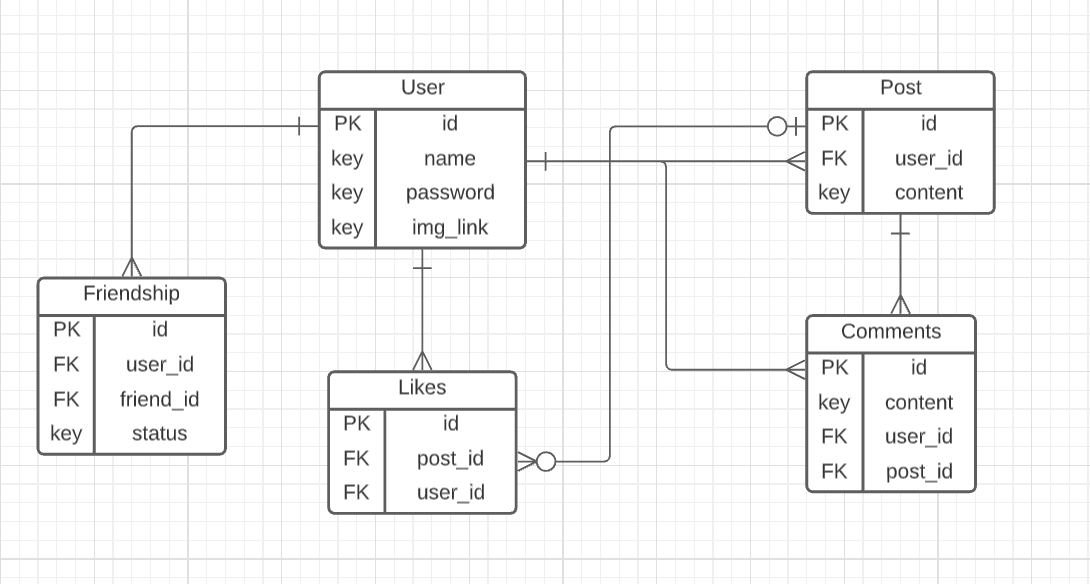 User
PK id
key name
key password
key img_link
Post
PK id
FK user_id
key content
Friendship
PK id
FK user_id
FK friend_id
key status
Likes
PK id
FK post_id
FK user_id
Comments
PK id
key content
FK user_id
FK post_id